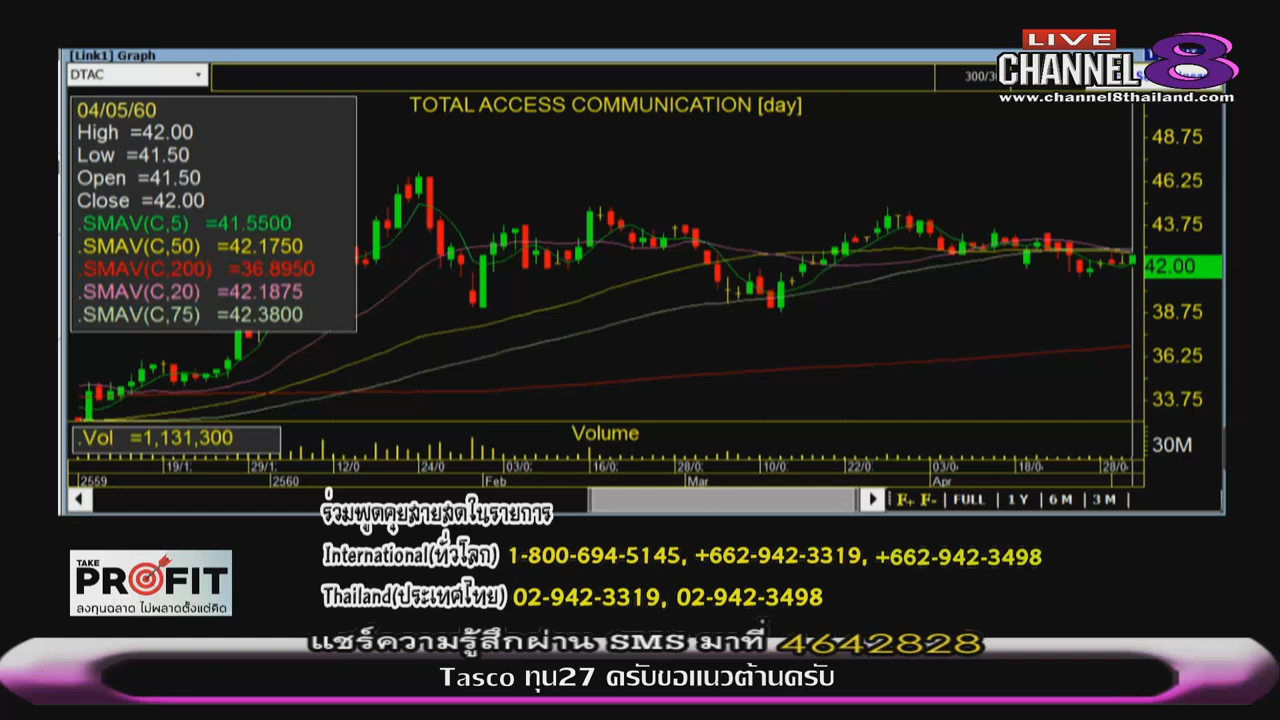 [Link1] Graph
DTAC
300/30
LIVE
CHANNEL 8
www.channel8thailand.com
TOTAL ACCESS COMMUNICATION [day]
04/05/60
High =42.00
Low =41.50
Open =41.50
Close =42.00
.SMAV(C,5) =41.5500
.SMAV(C,50) =42.1750
.SMAV(C,200) =36.8950
.SMAV(C,20) =42.1875
.SMAV(C,75) =42.3800
48.75
46.25
43.75
42.00
38.75
36.25
33.75
.Vol =1,131,300
Volume
30M
19/1: 29/1: 12/0 24/0 03/0: 16/0: 28/0: 10/0: 22/0: 03/0 18/0 28/0
2559 2560 Feb Mar Apr
F+ F- FULL 1 Y 6 M 3 M
ร่วมพูดคุยสายสดในรายการ
International(ทั่วโลก) 1-800-694-5145, +662-942-3319, +662-942-3498
Thailand(ประเทศไทย) 02-942-3319, 02-942-3498
TAKE
PROFIT
ลงทุนฉลาด ไม่พลาดตั้งแต่คิด
แชร์ความรู้สึกผ่าน SMS มาที่ 4642828
Tasco ทุน27 ครับขอแนวต้านครับ